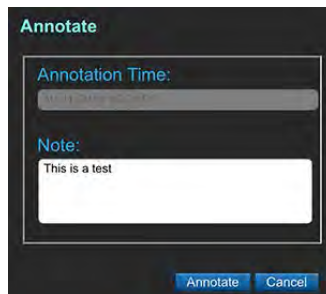 Annotate
Annotation Time:
Note:
This is a test
Annotate Cancel